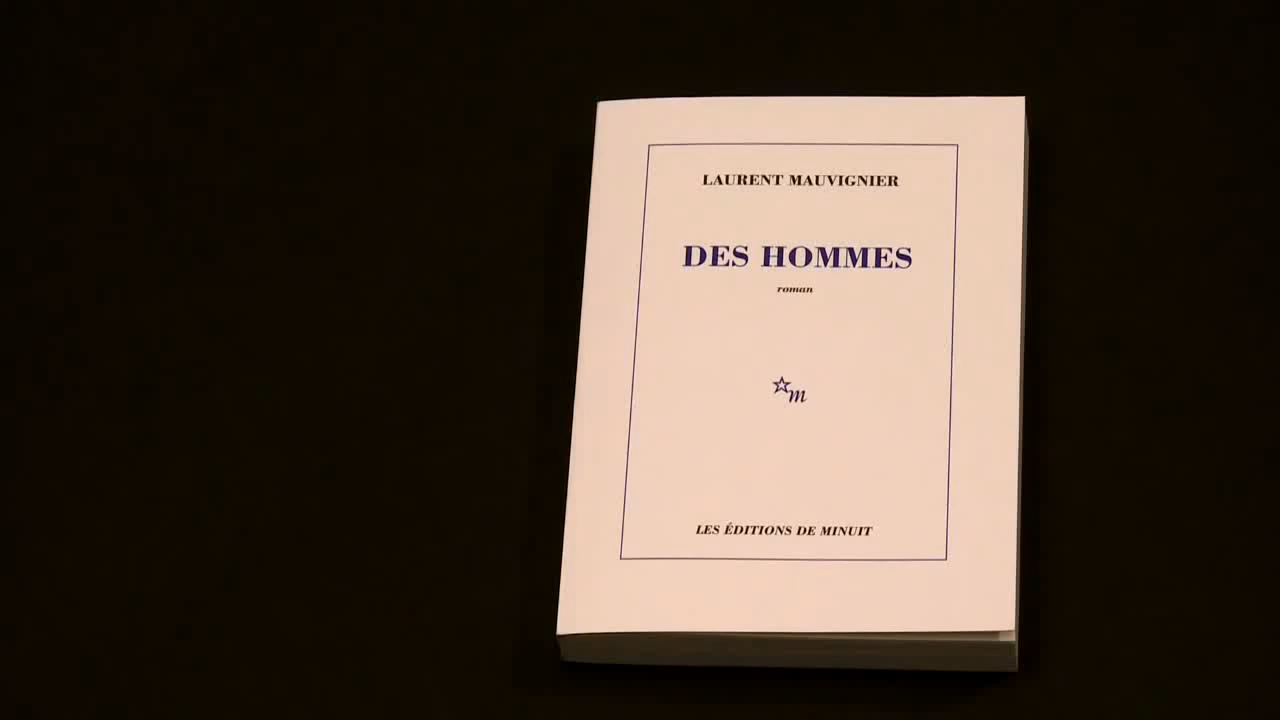 LAURENT MAUVIGNIER
DES HOMMES
roman
m
LES ÉDITIONS DE MINUIT